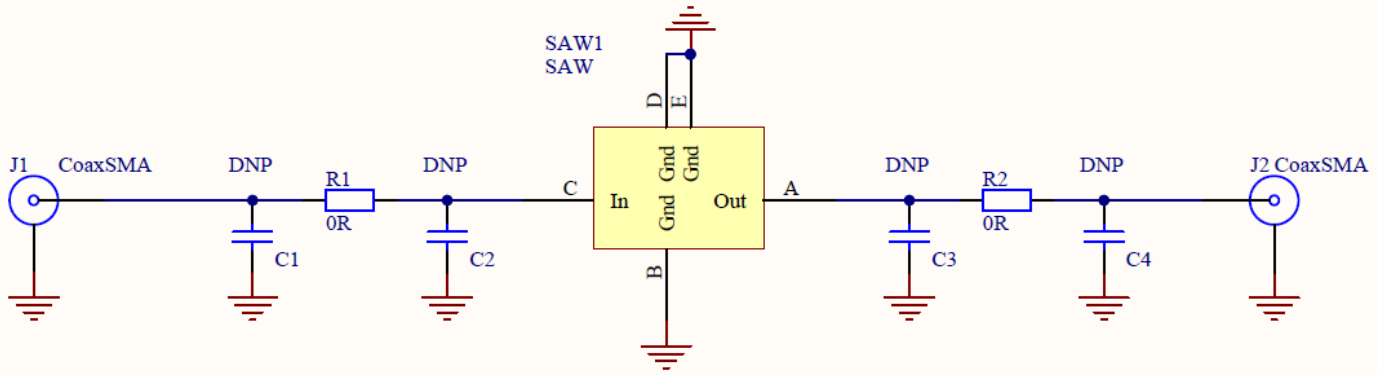 SAW1
SAW
D
E
J1 CoaxSMA
DNP
R1
0R
C1
DNP
C2
C
In
Gnd
Gnd
Gnd
Out
A
B
DNP
R2
0R
C3
DNP
C4
J2 CoaxSMA